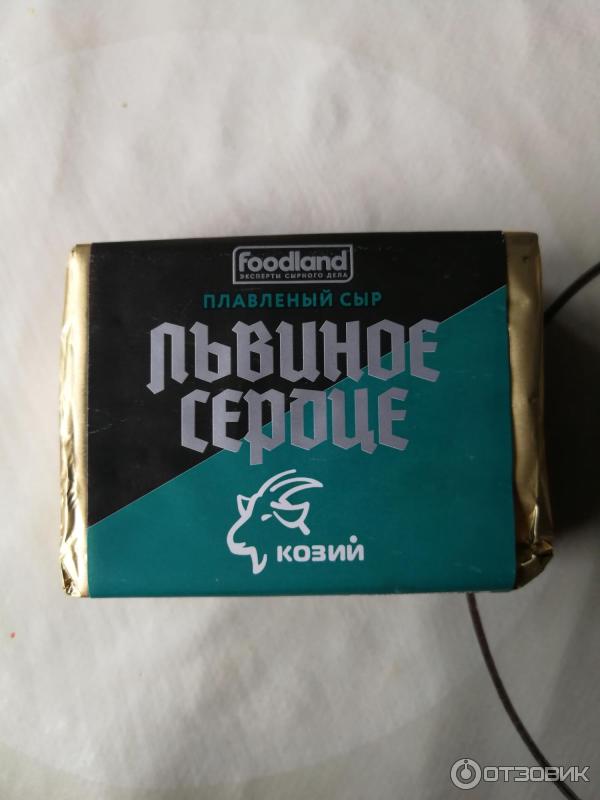 foodland
ЭКСПЕРТЫ СЫРНОГО ДЕЛА
ПЛАВЛЕНЫЙ СЫР
ЛЬВИНОЕ
СЕРДЦЕ
КОЗИЙ
ОТЗОВИК